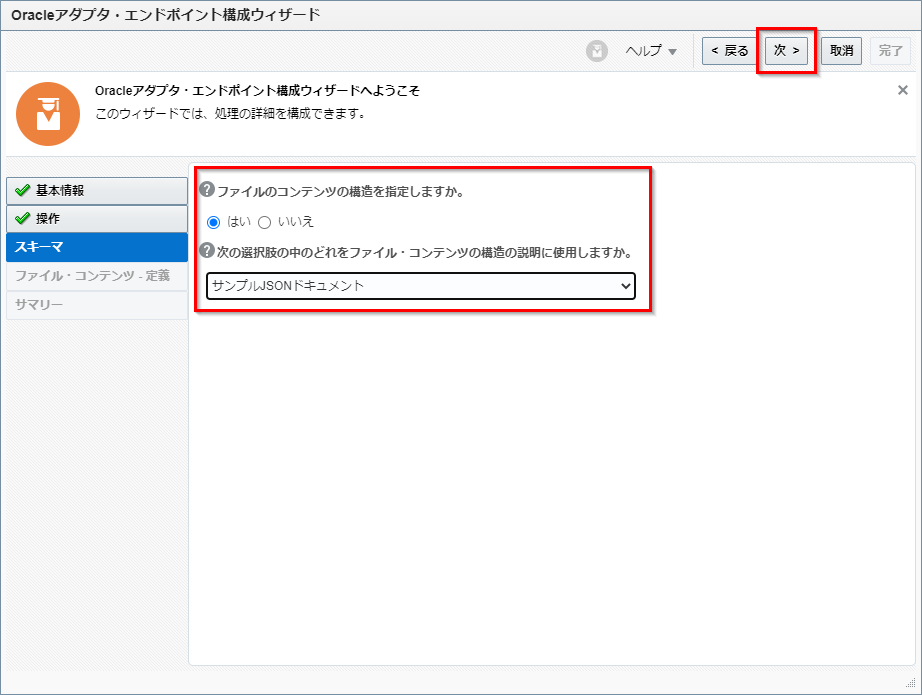 Oracleアダプタ・エンドポイント構成ウィザード
ヘルプ
< 戻る
次 >
取消
完了
Oracleアダプタ・エンドポイント構成ウィザードへようこそ
このウィザードでは、処理の詳細を構成できます。
基本情報
操作
スキーマ
ファイル・コンテンツ - 定義
サマリー
ファイルのコンテンツの構造を指定しますか。
はい いいえ
次の選択肢の中のどれをファイル・コンテンツの構造の説明に使用しますか。
サンプルJSONドキュメント